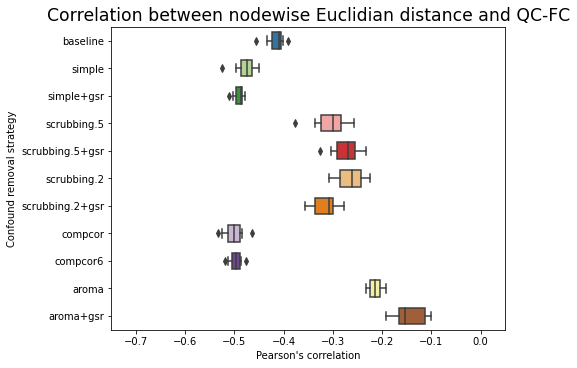 Correlation between nodewise Euclidian distance and QC-FC
baseline
simple
simple+gsr
scrubbing.5
scrubbing.5+gsr
scrubbing.2
scrubbing.2+gsr
compcor
compcor6
aroma
aroma+gsr
Confound removal strategy
−0.7 −0.6 −0.5 −0.4 −0.3 −0.2 −0.1 0.0
Pearson's correlation